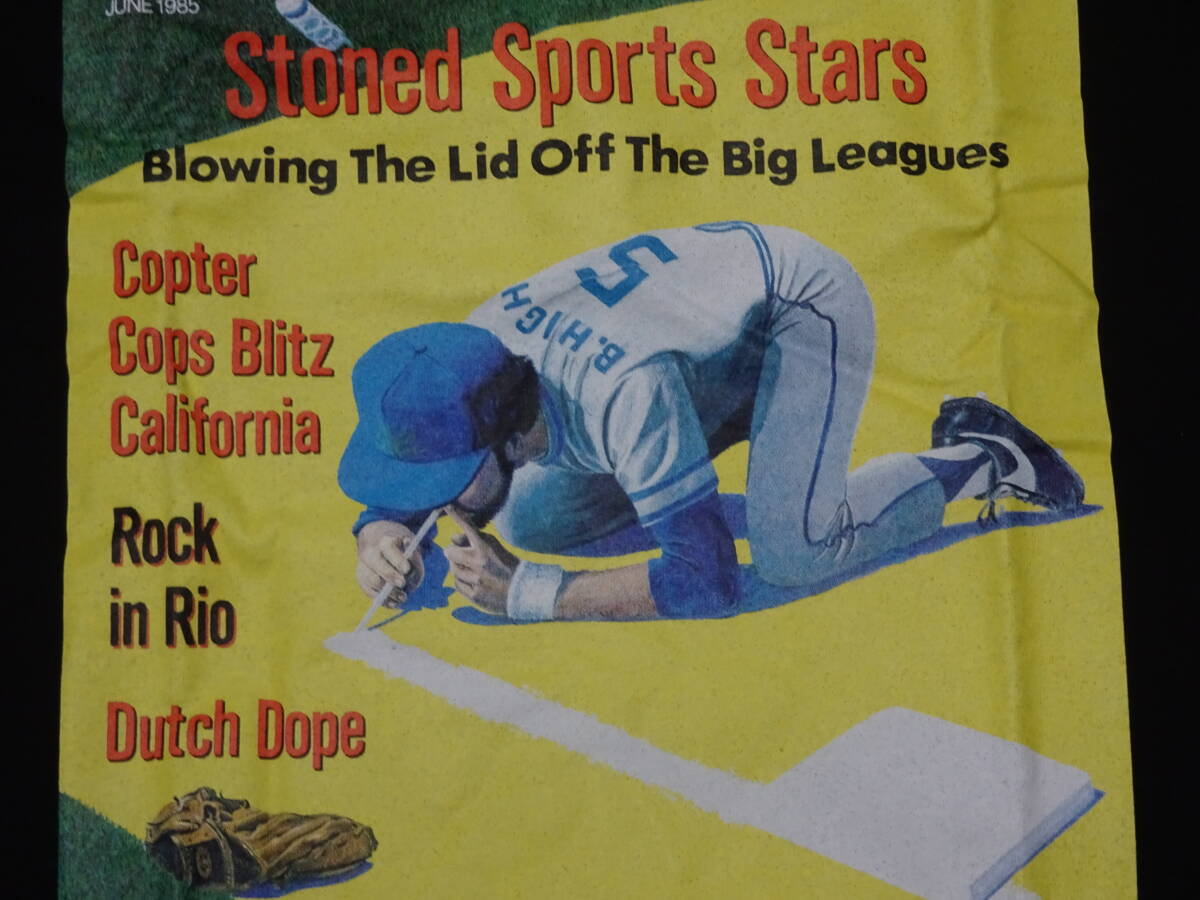 JUNE 1985
Stoned Sports Stars
Blowing The Lid Off The Big Leagues
Copter
Cops Blitz
California
Rock
in Rio
Dutch Dope
5
B.HIGH